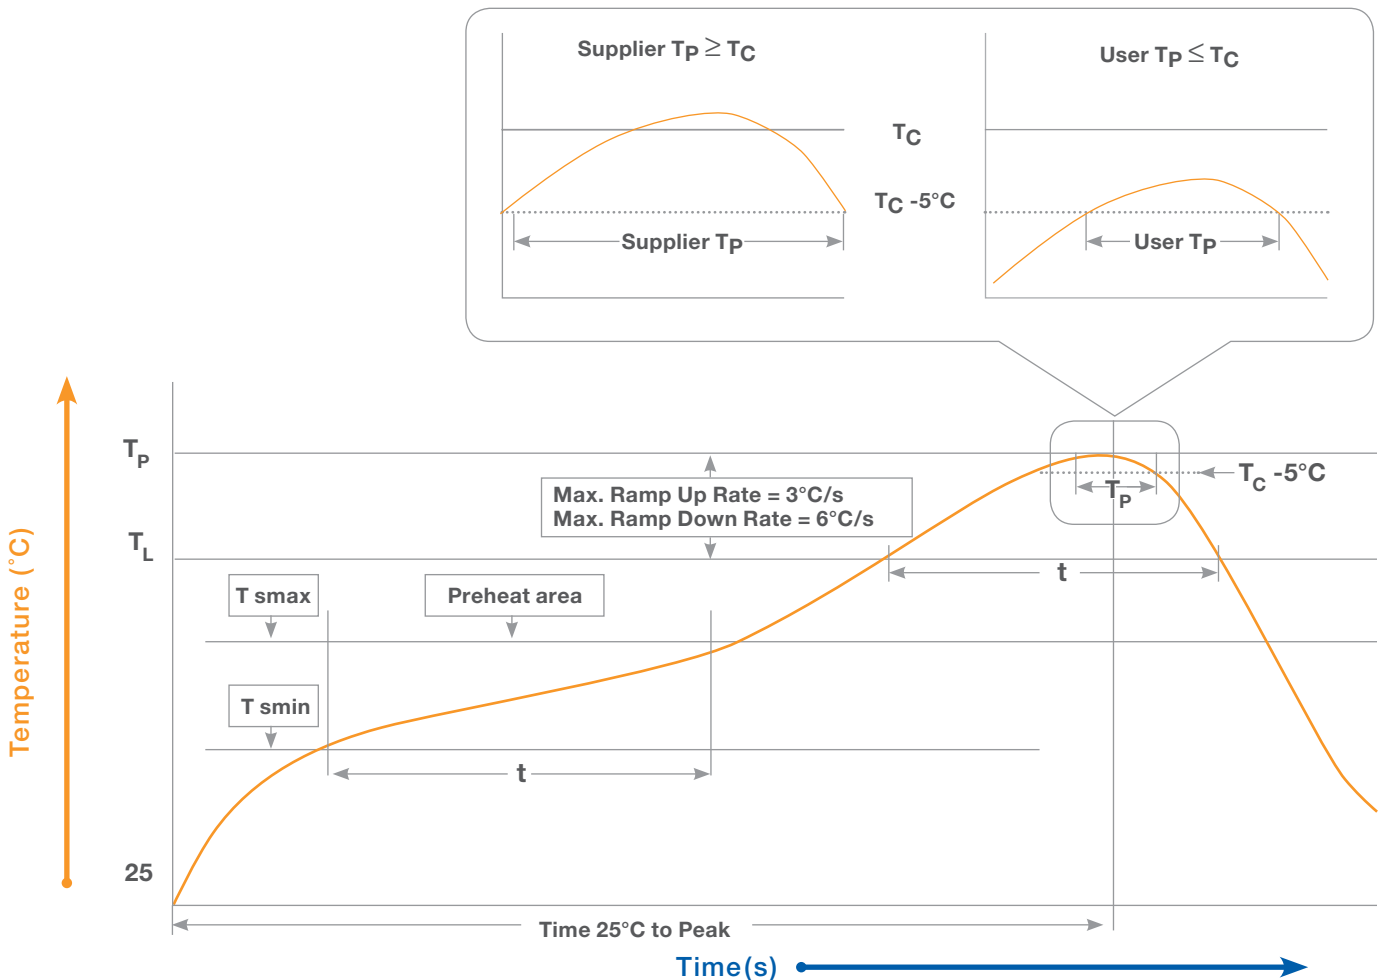 Supplier TP ≥ TC
User TP ≤ TC
TC
TC -5°C
Supplier TP
User TP
TP
TC -5°C
Max. Ramp Up Rate = 3°C/s
Max. Ramp Down Rate = 6°C/s
TP
TL
t
T smax
Preheat area
T smin
t
25
Time 25°C to Peak
Temperature (°C)
Time(s)